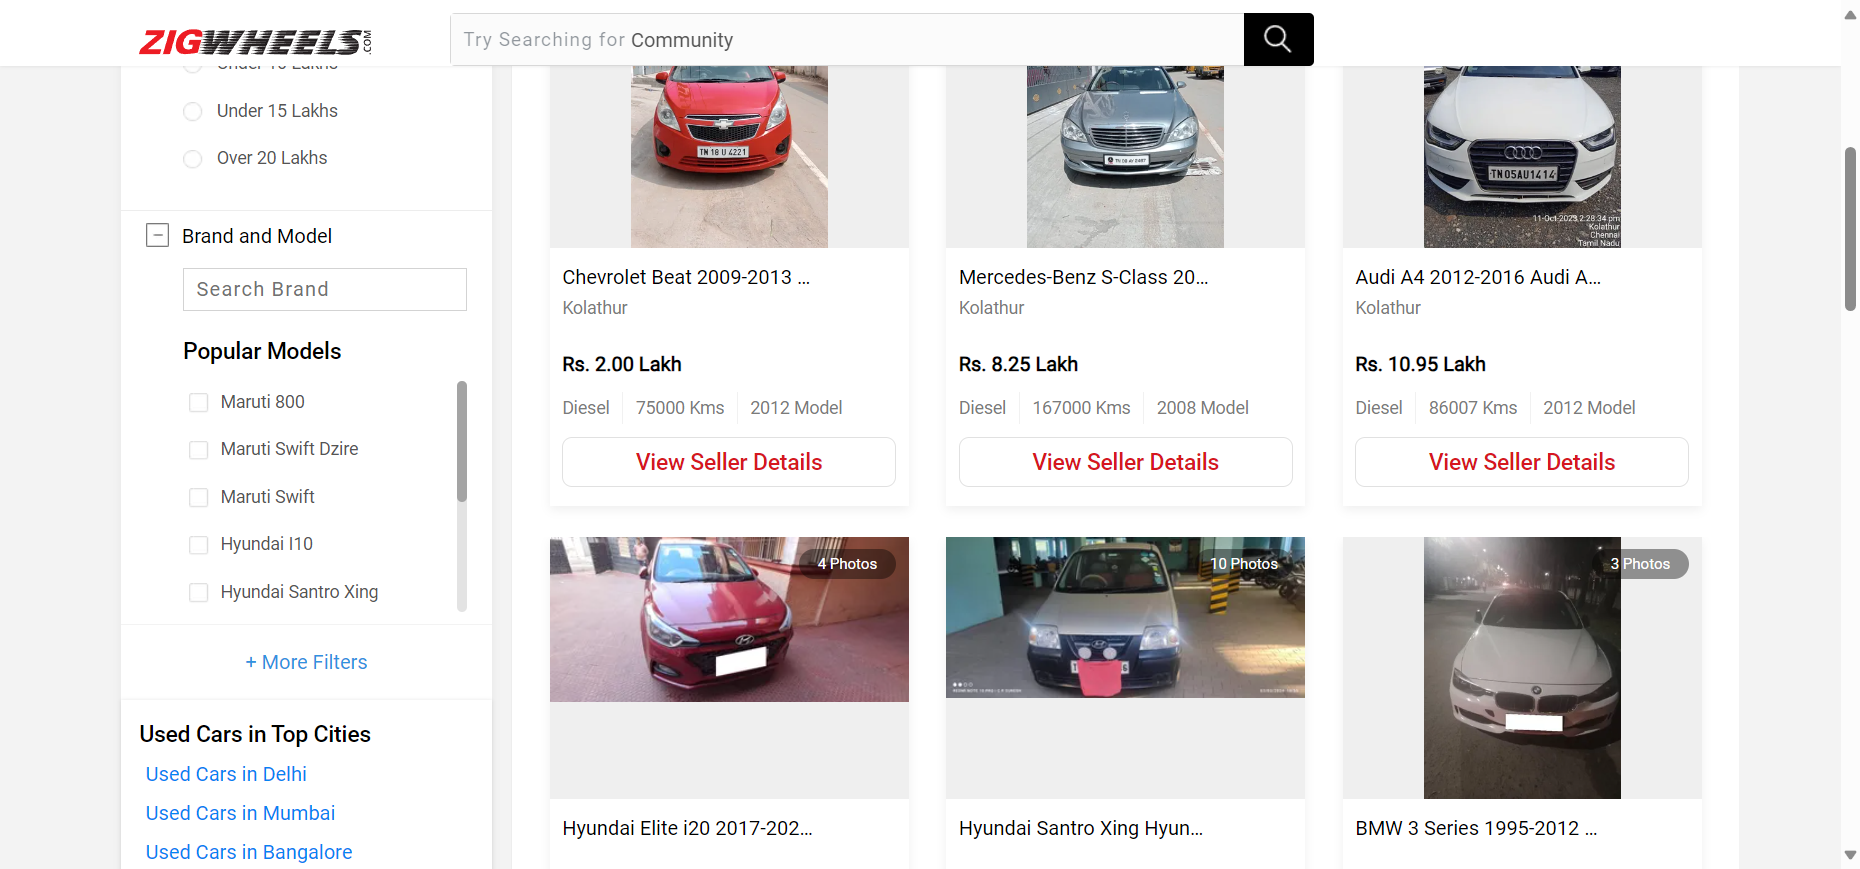 ZIGWHEELS.COM
Try Searching for Community
Under 15 Lakhs
Over 20 Lakhs
Brand and Model
Search Brand
Popular Models
Maruti 800
Maruti Swift Dzire
Maruti Swift
Hyundai I10
Hyundai Santro Xing
+ More Filters
Used Cars in Top Cities
Used Cars in Delhi
Used Cars in Mumbai
Used Cars in Bangalore
TN 18 U 4221
Chevrolet Beat 2009-2013 ...
Kolathur
Rs. 2.00 Lakh
Diesel 75000 Kms 2012 Model
View Seller Details
Mercedes-Benz S-Class 20...
Kolathur
Rs. 8.25 Lakh
Diesel 167000 Kms 2008 Model
View Seller Details
TN05AU1414
11-Oct-2023 2:28:34 pm
Kolathur
Chennai
Tamil Nadu
Audi A4 2012-2016 Audi A...
Kolathur
Rs. 10.95 Lakh
Diesel 86007 Kms 2012 Model
View Seller Details
4 Photos
Hyundai Elite i20 2017-202...
10 Photos
Hyundai Santro Xing Hyun...
3 Photos
BMW 3 Series 1995-2012 ...